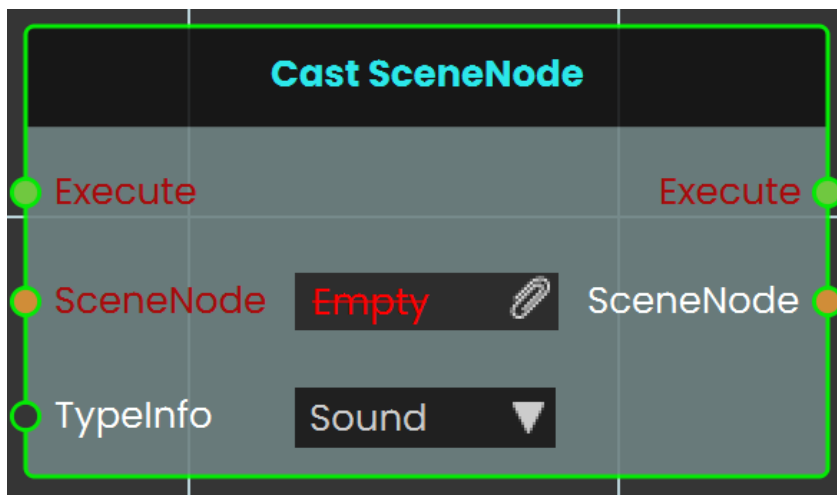 Cast SceneNode
Execute Execute
SceneNode Empty SceneNode
TypeInfo Sound